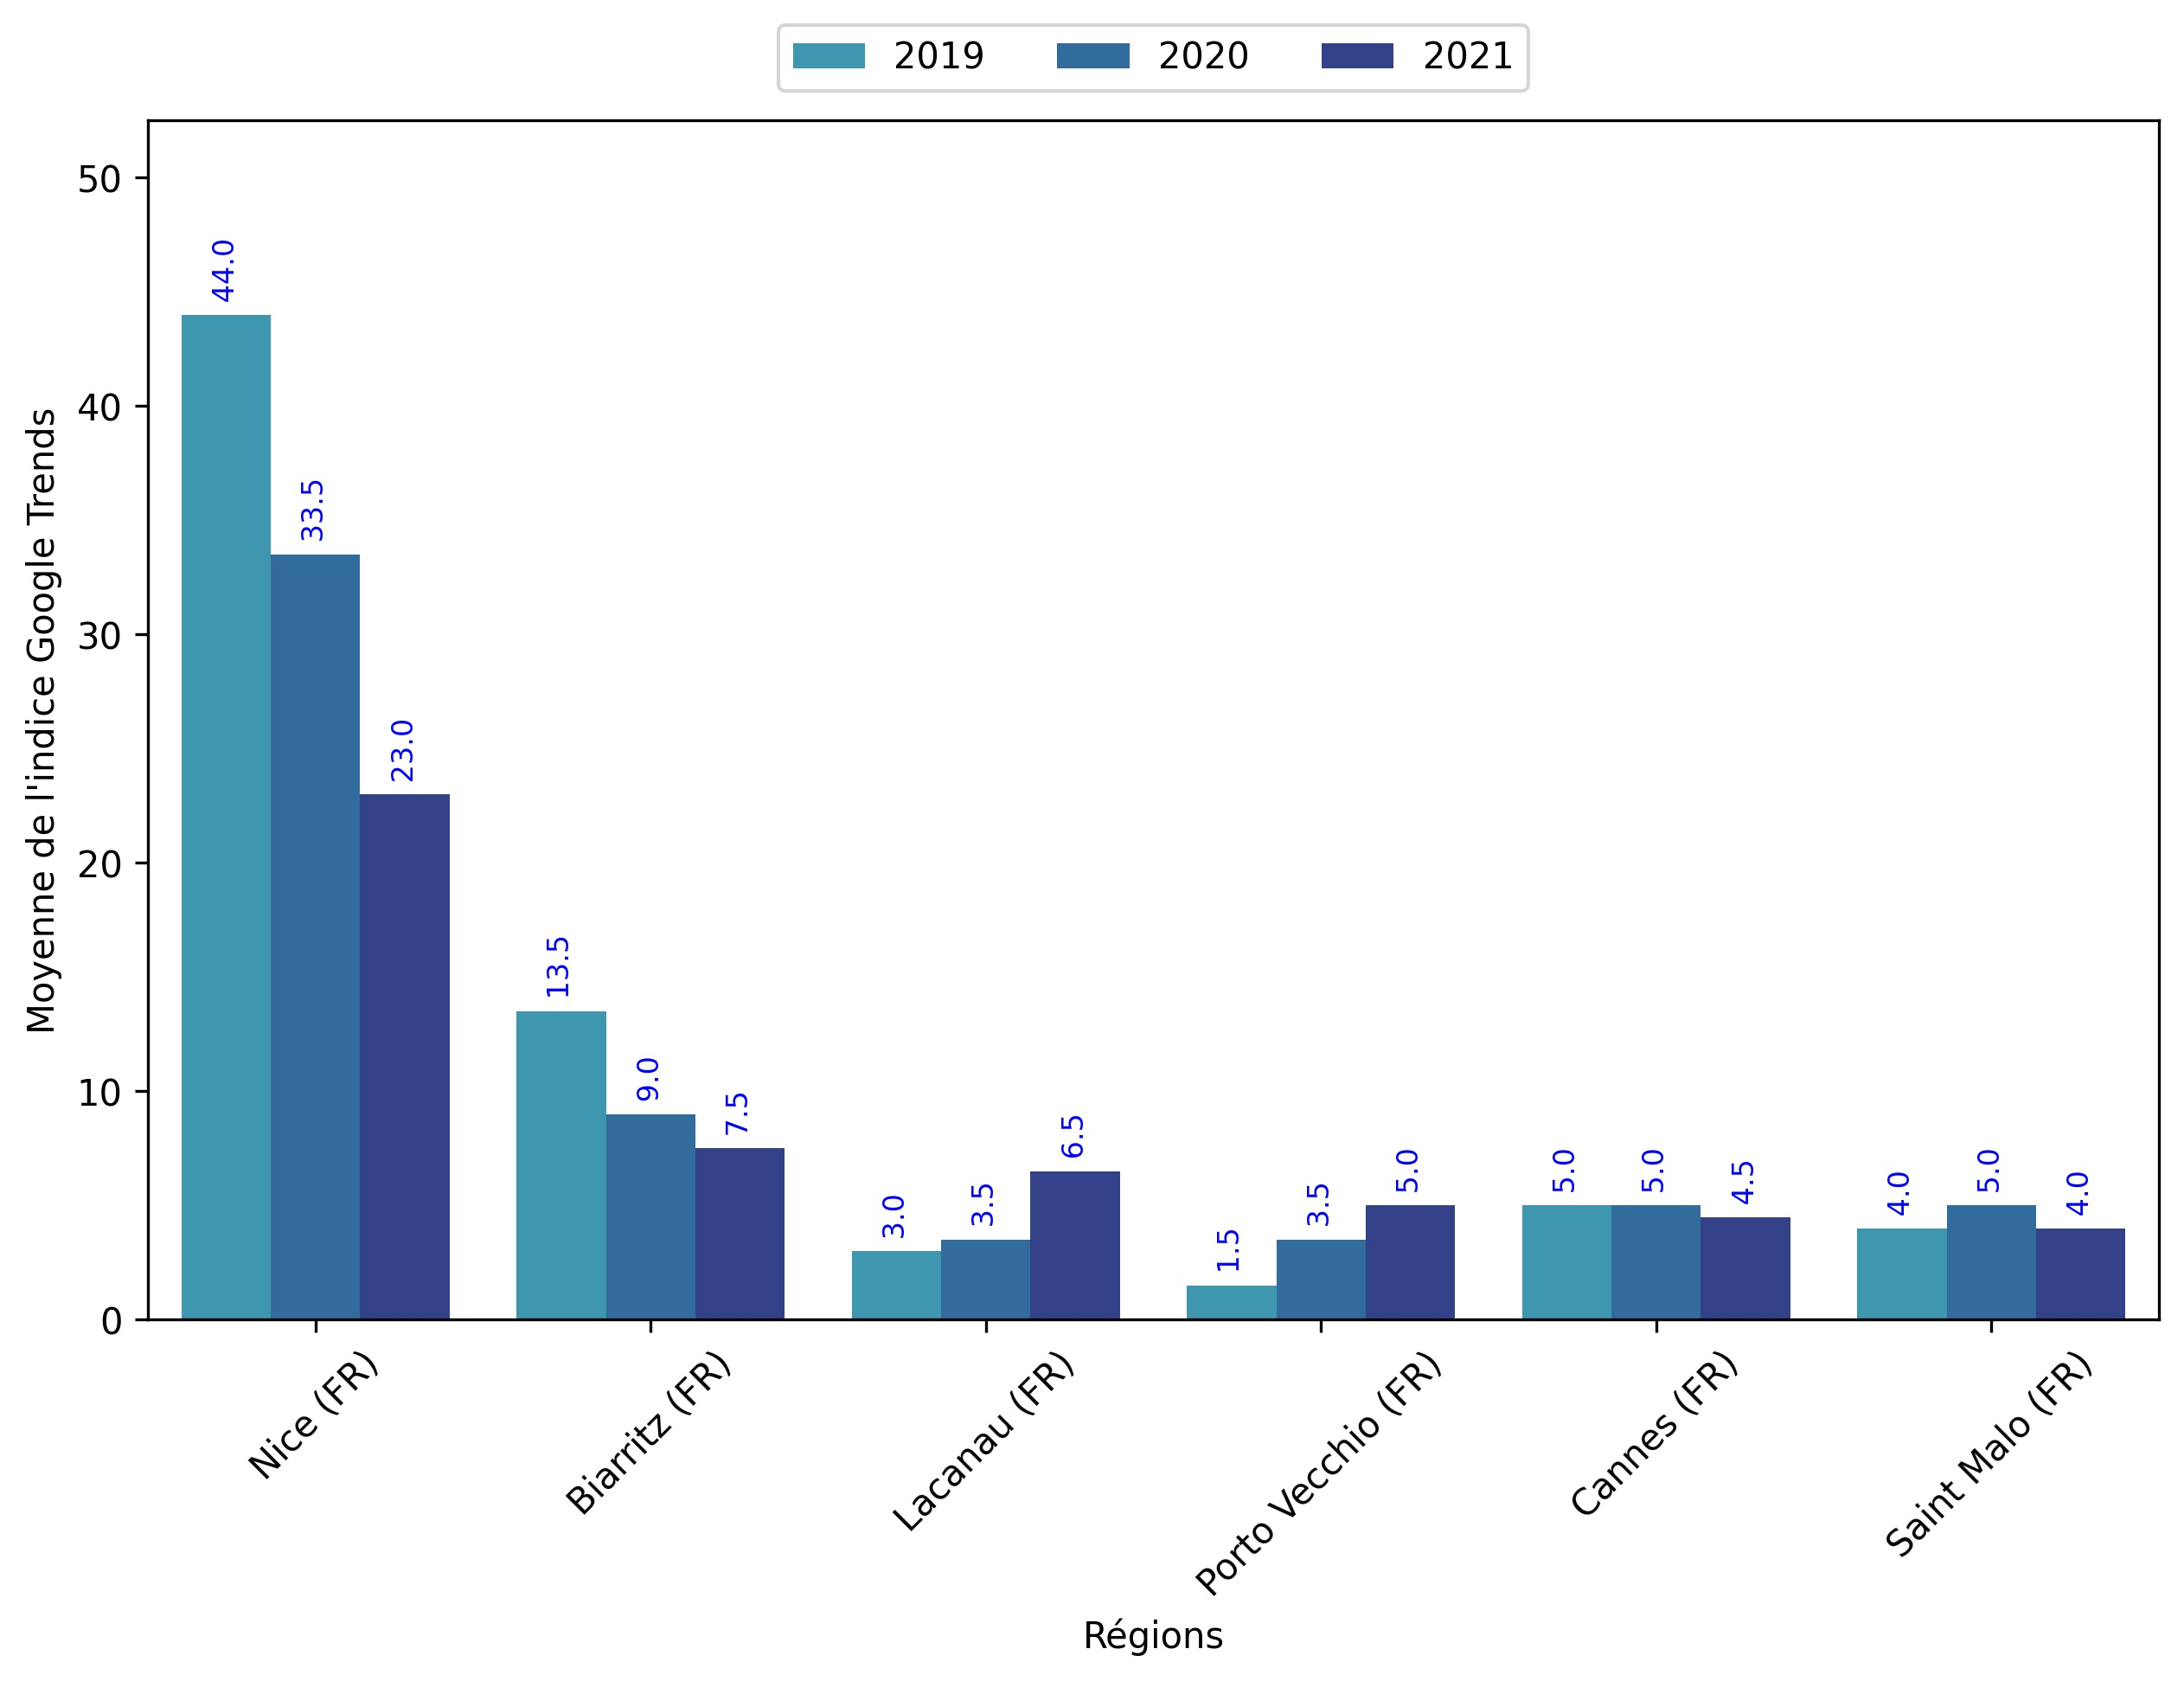 2019 2020 2021
Moyenne de l'indice Google Trends
50
40
30
20
10
0
44.0
33.5
23.0
13.5
9.0
7.5
3.0
3.5
6.5
1.5
3.5
5.0
5.0
5.0
4.5
4.0
5.0
4.0
Nice (FR)
Biarritz (FR)
Lacanau (FR)
Porto Vecchio (FR)
Cannes (FR)
Saint Malo (FR)
Régions